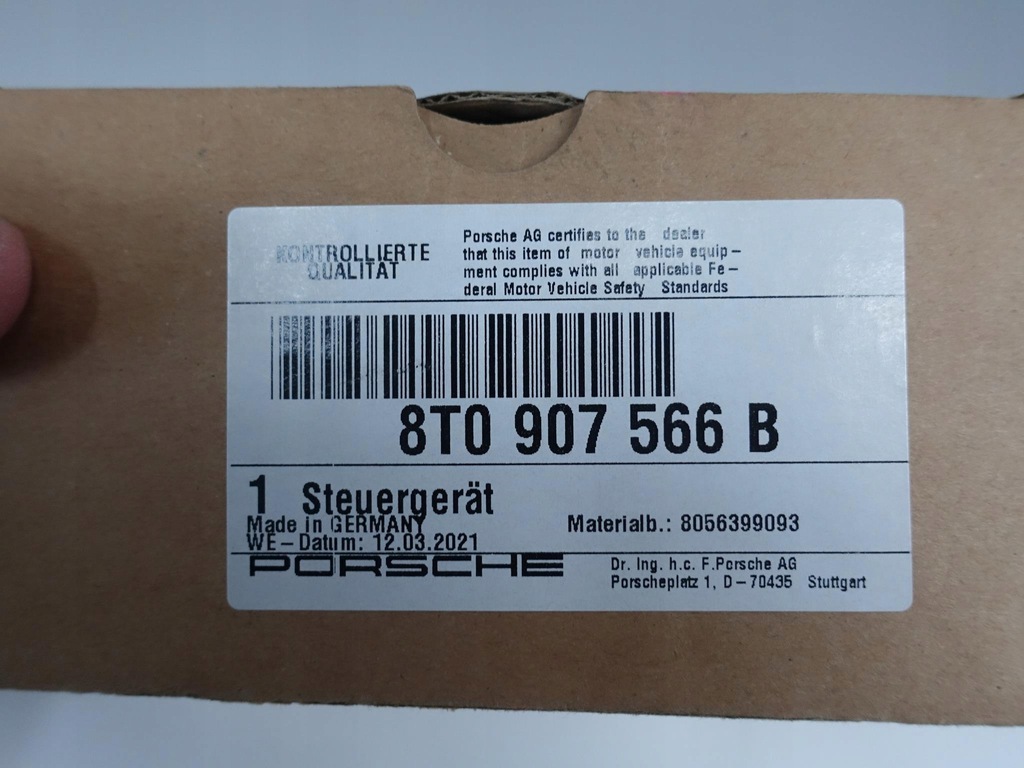 KONTROLLIERTE
QUALITÄT
Porsche AG certifies to the dealer
that this item of motor vehicle equip-
ment complies with all applicable Fe-
deral Motor Vehicle Safety Standards
8T0 907 566 B
1 Steuergerät
Made in GERMANY
Materialb.: 8056399093
WE-Datum: 12.03.2021
PORSCHE
Dr. Ing. h.c. F.Porsche AG
Porscheplatz 1, D-70435 Stuttgart